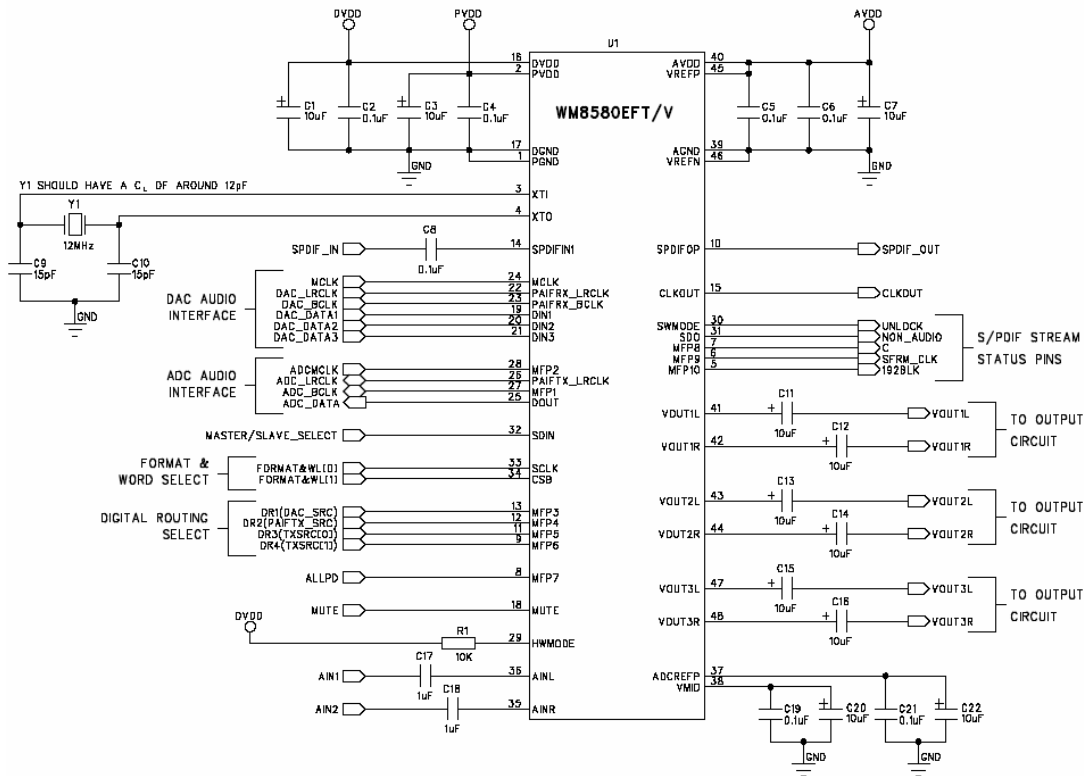 DVDD
PVDD
AVDD
U1
WM8580EFT/V
16 DVDD
2 PVDD
AVDD 40
VREFP 45
C1
10uF
C2
0.1uF
C3
10uF
C4
0.1uF
C5
0.1uF
C6
0.1uF
C7
10uF
17 DGND
1 PGND
AGND 39
VREFN 46
GND
GND
Y1 SHOULD HAVE A CL OF AROUND 12pF
3 XTI
4 XTO
Y1
12MHz
C9
15pF
C10
15pF
GND
SPDIF_IN
C8
0.1uF
14 SPDIFIN1
SPDIFOP 10 SPDIF_OUT
DAC AUDIO
INTERFACE
MCLK 24 MCLK
DAC_LRCLK 22 PAIFRX_LRCLK
DAC_BCLK 23 PAIFRX_BCLK
DAC_DATA1 19 DIN1
DAC_DATA2 20 DIN2
DAC_DATA3 21 DIN3
CLKOUT 15 CLKOUT
SWMODE 30 UNLOCK
SDO 31 NON_AUDIO
MFP8 7 C
MFP9 6 SFRM_CLK
MFP10 5 192BLK
S/PDIF STREAM
STATUS PINS
ADC AUDIO
INTERFACE
ADCMCLK 28 MFP2
ADC_LRCLK 26 PAIFTX_LRCLK
ADC_BCLK 27 MFP1
ADC_DATA 25 DOUT
MASTER/SLAVE_SELECT 32 SDIN
FORMAT &
WORD SELECT
FORMAT&WL[0] 33 SCLK
FORMAT&WL[1] 34 CSB
DIGITAL ROUTING
SELECT
DR1(DAC_SRC) 13 MFP3
DR2(PAIFTX_SRC) 12 MFP4
DR3(TXSRC[0]) 11 MFP5
DR4(TXSRC[1]) 9 MFP6
ALLPD 8 MFP7
MUTE 18 MUTE
DVDD
R1
10K
29 HWMODE
AIN1
C17
1uF
36 AINL
AIN2
C18
1uF
35 AINR
VOUT1L 41
C11
10uF
VOUT1L
VOUT1R 42
C12
10uF
VOUT1R
TO OUTPUT
CIRCUIT
VOUT2L 43
C13
10uF
VOUT2L
VOUT2R 44
C14
10uF
VOUT2R
TO OUTPUT
CIRCUIT
VOUT3L 47
C15
10uF
VOUT3L
VOUT3R 48
C16
10uF
VOUT3R
TO OUTPUT
CIRCUIT
ADCREFP 37
VMID 38
C19
0.1uF
C20
10uF
C21
0.1uF
C22
10uF
GND
GND